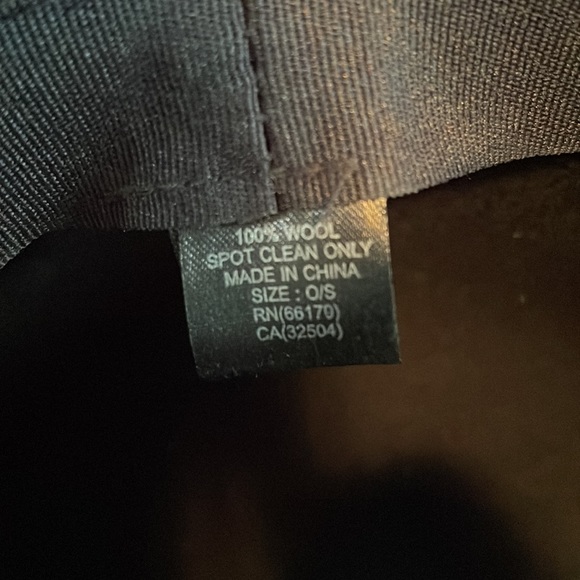 100% WOOL
SPOT CLEAN ONLY
MADE IN CHINA
SIZE : O/S
RN(66170)
CA(32504)